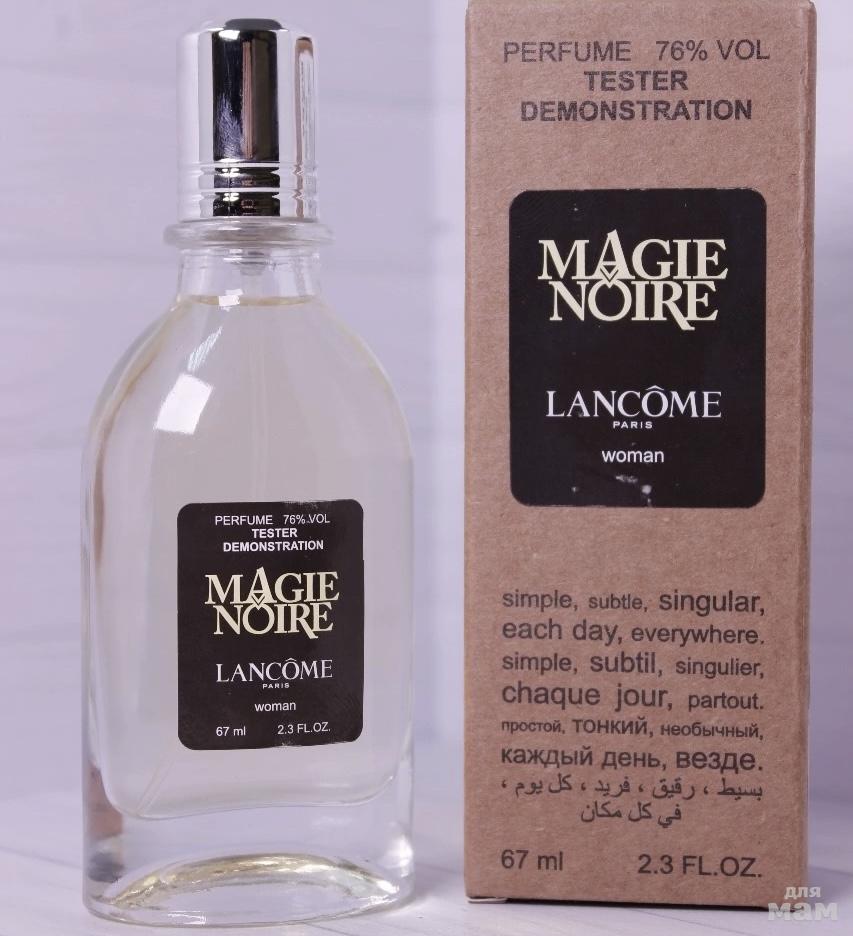 PERFUME 76% VOL
TESTER
DEMONSTRATION
MAGIE
NOIRE
LANCÔME
PARIS
woman
67 ml 2.3 FL.OZ.
PERFUME 76% VOL
TESTER
DEMONSTRATION
MAGIE
NOIRE
LANCÔME
PARIS
woman
simple, subtle, singular,
each day, everywhere.
simple, subtil, singulier,
chaque jour, partout.
простой, тонкий, необычный,
каждый день, везде.
بسيط ، رقيق ، فريد ، كل يوم ،
في كل مكان
67 ml 2.3 FL.OZ.
для
мам